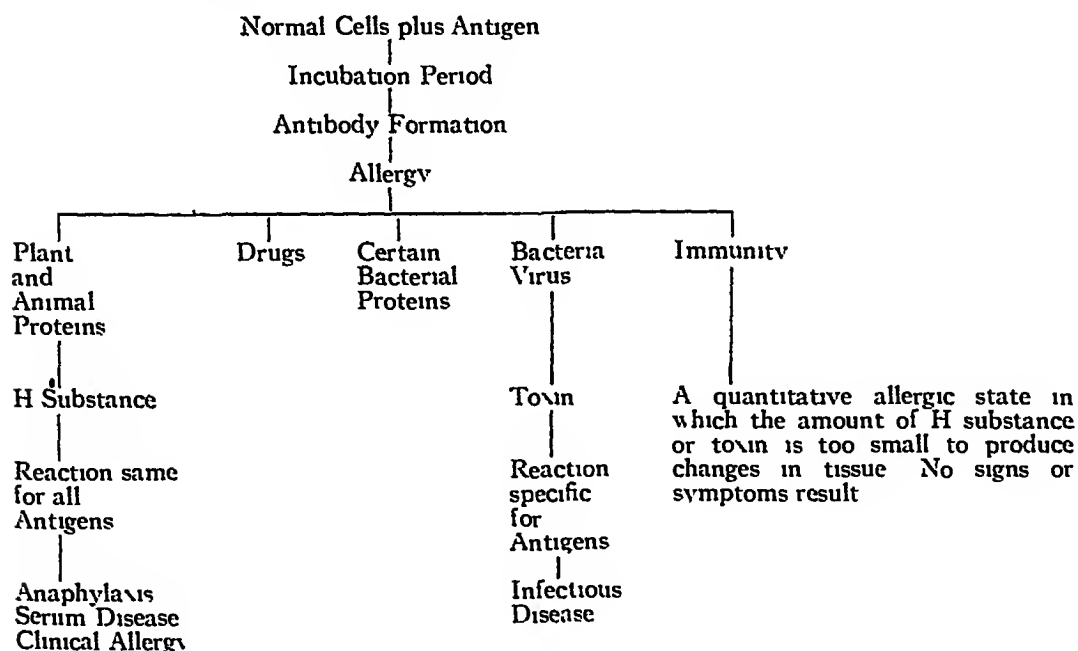 Normal Cells plus Antigen
Incubation Period
Antibody Formation
Allergy
Plant
and
Animal
Proteins
Drugs
Certain
Bacterial
Proteins
Bacteria
Virus
Immunity
H Substance
Toxin
A quantitative allergic state in
which the amount of H substance
or toxin is too small to produce
changes in tissue No signs or
symptoms result
Reaction same
for all
Antigens
Reaction
specific
for
Antigens
Anaphylaxis
Serum Disease
Clinical Allergy
Infectious
Disease